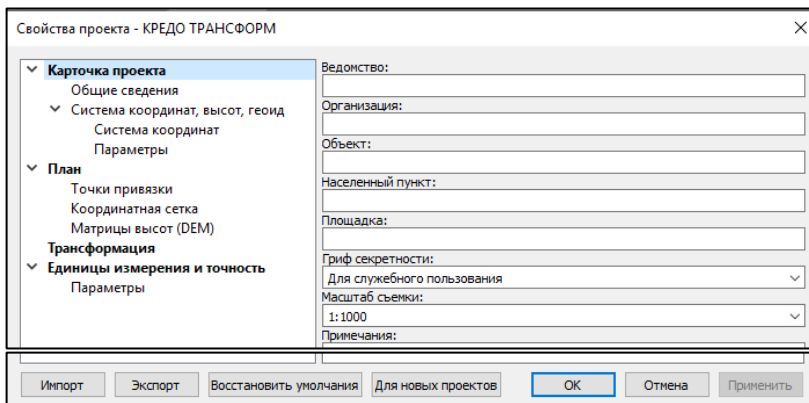 Свойства проекта - КРЕДО ТРАНСФОРМ
Карточка проекта
Общие сведения
Система координат, высот, геоид
Система координат
Параметры
План
Точки привязки
Координатная сетка
Матрицы высот (DEM)
Трансформация
Единицы измерения и точность
Параметры
Ведомство:
Организация:
Объект:
Населенный пункт:
Площадка:
Гриф секретности:
Для служебного пользования
Масштаб съемки:
1:1000
Примечания:
Импорт Экспорт Восстановить умолчания Для новых проектов OK Отмена Применить